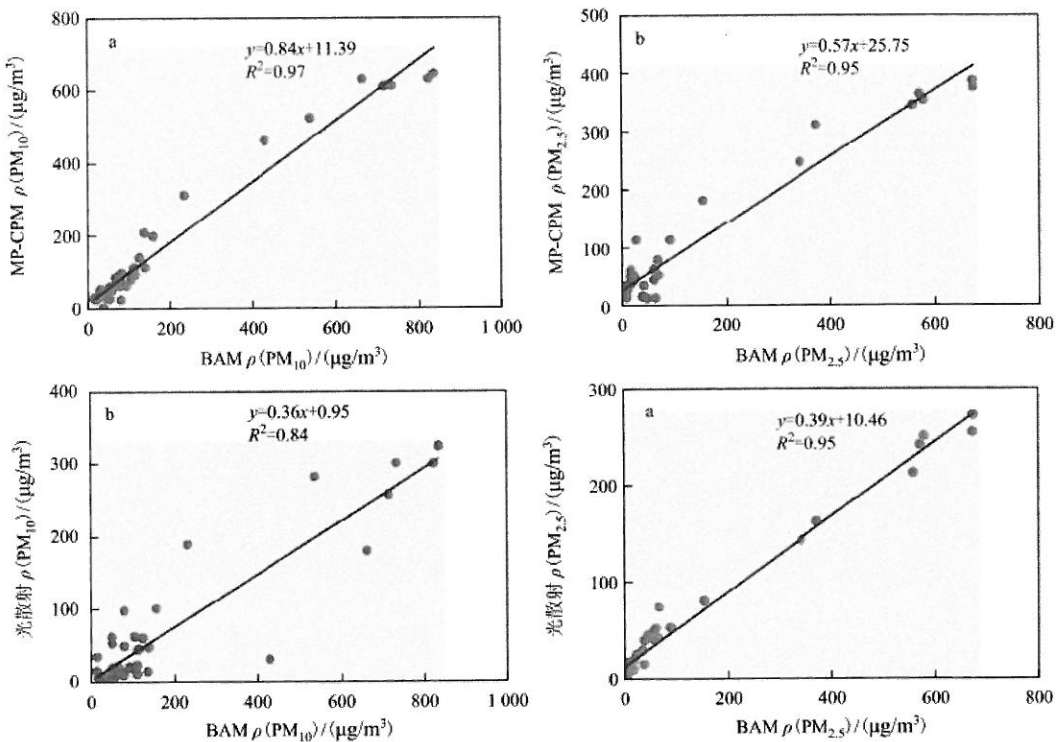 a
y=0.84x+11.39
R²=0.97
800
600
400
200
0
MP-CPM ρ(PM₁₀)/(μg/m³)
0 200 400 600 800 1 000
BAM ρ(PM₁₀)/(μg/m³)
b
y=0.57x+25.75
R²=0.95
500
400
300
200
100
0
MP-CPM ρ(PM₂.₅)/(μg/m³)
0 200 400 600 800
BAM ρ(PM₂.₅)/(μg/m³)
b
y=0.36x+0.95
R²=0.84
400
300
200
100
0
光散射 ρ(PM₁₀)/(μg/m³)
0 200 400 600 800 1 000
BAM ρ(PM₁₀)/(μg/m³)
a
y=0.39x+10.46
R²=0.95
300
200
100
0
光散射 ρ(PM₂.₅)/(μg/m³)
0 200 400 600 800
BAM ρ(PM₂.₅)/(μg/m³)